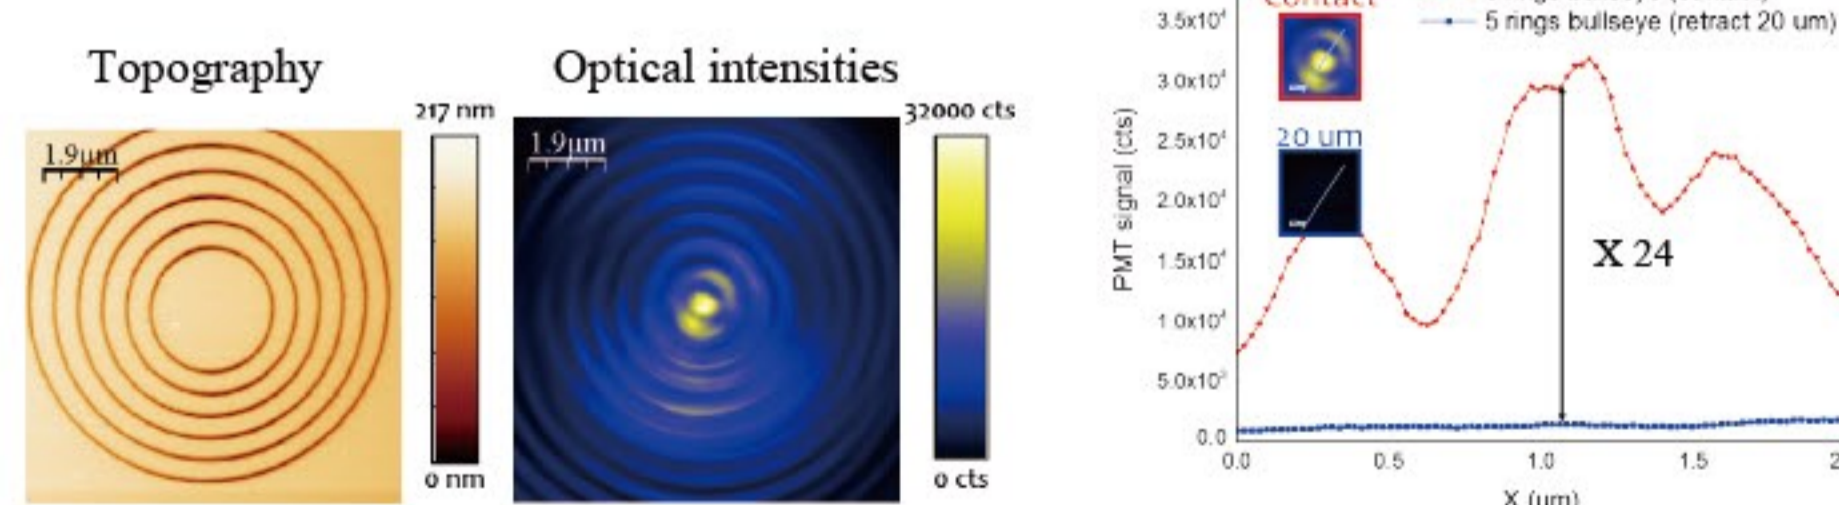 Topography
217 nm
1.9µm
0 nm
Optical intensities
32000 cts
1.9µm
0 cts
contact
5 rings bullseye (retract 20 um)
20 um
PMT signal (cts)
3.5x10⁴
3.0x10⁴
2.5x10⁴
2.0x10⁴
1.5x10⁴
1.0x10⁴
5.0x10³
0.0
X 24
0.0 0.5 1.0 1.5
X (um)